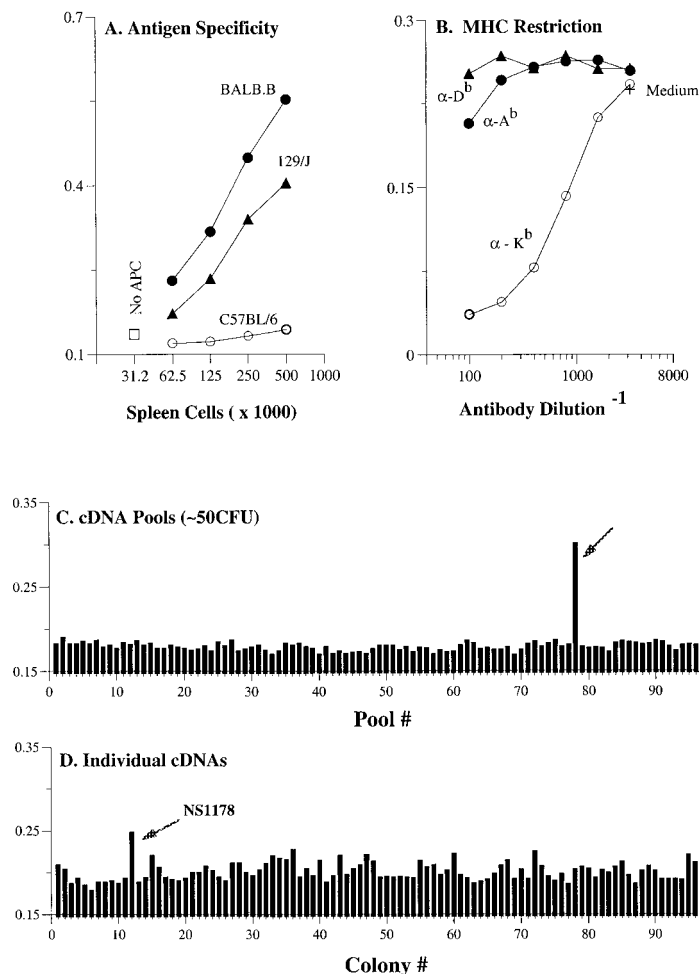 0.7
A. Antigen Specificity
BALB.B
129/J
0.4
No APC
C57BL/6
0.1
31.2 62.5 125 250 500 1000
Spleen Cells ( x 1000)
0.3
B. MHC Restriction
α-D^b
α-A^b
Medium
0.15
α - K^b
0
100 1000 8000
Antibody Dilution ^-1
0.35
C. cDNA Pools (~50CFU)
0.25
0.15
0 10 20 30 40 50 60 70 80 90
Pool #
0.35
D. Individual cDNAs
NS1178
0.25
0.15
0 10 20 30 40 50 60 70 80 90
Colony #